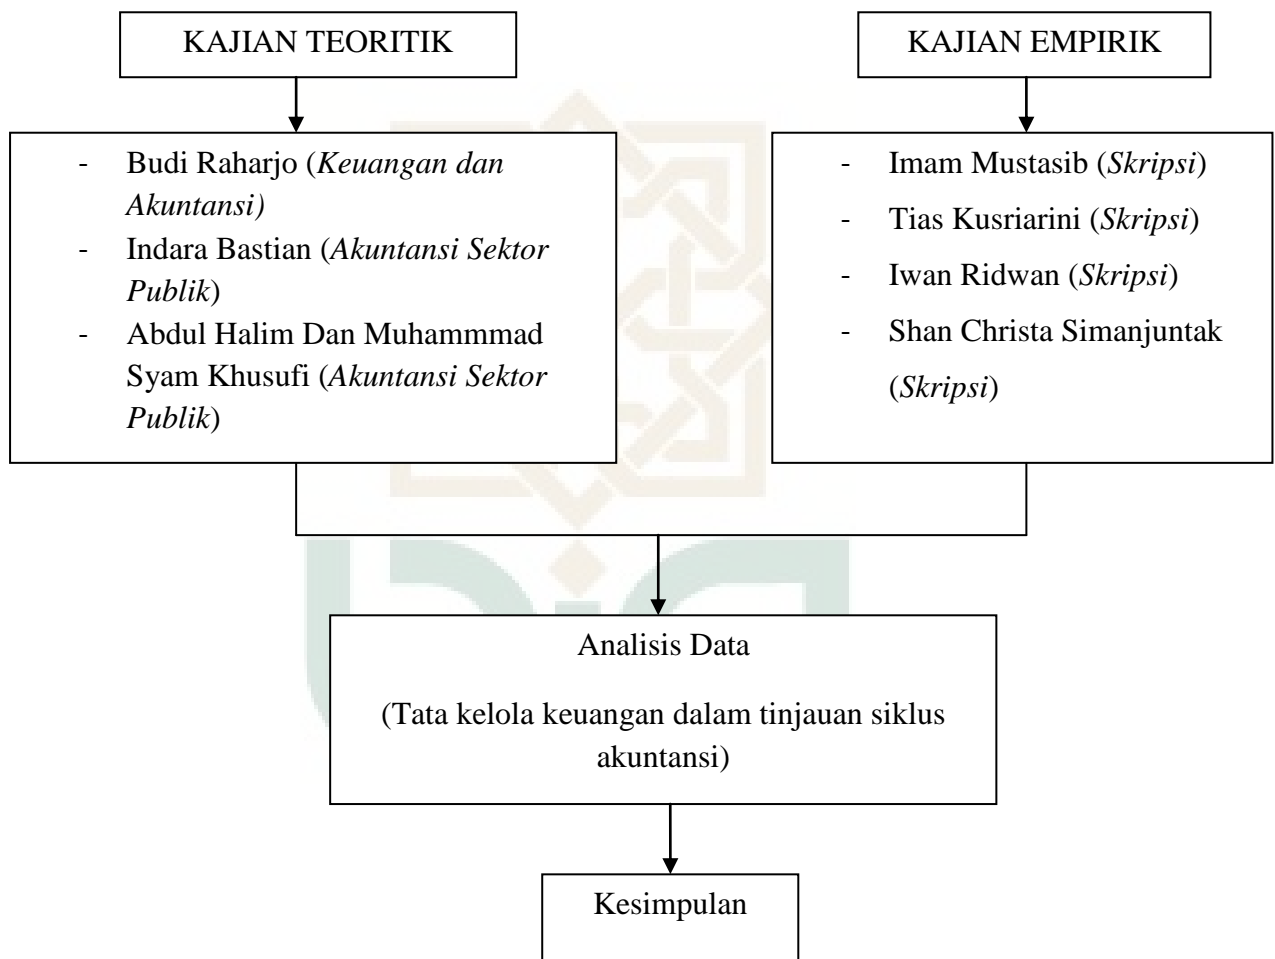 KAJIAN TEORITIK
KAJIAN EMPIRIK
- Budi Raharjo (Keuangan dan
Akuntansi)
- Indara Bastian (Akuntansi Sektor
Publik)
- Abdul Halim Dan Muhammmad
Syam Khusufi (Akuntansi Sektor
Publik)
- Imam Mustasib (Skripsi)
- Tias Kusriarini (Skripsi)
- Iwan Ridwan (Skripsi)
- Shan Christa Simanjuntak
(Skripsi)
Analisis Data
(Tata kelola keuangan dalam tinjauan siklus
akuntansi)
Kesimpulan